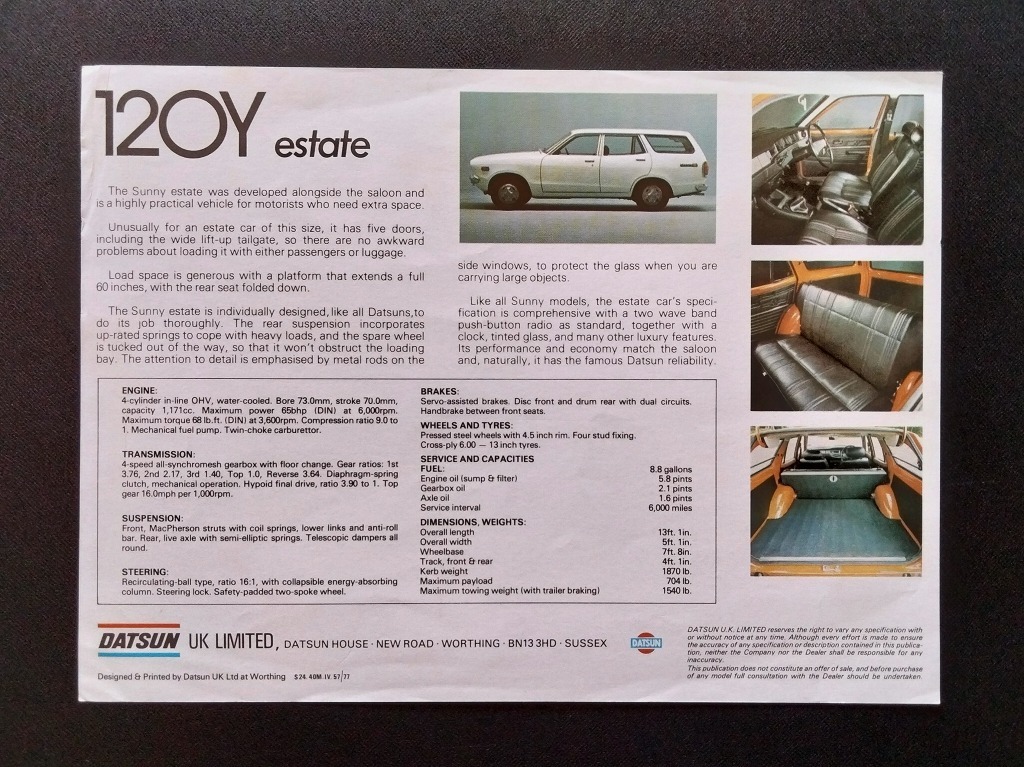 120Y estate
The Sunny estate was developed alongside the saloon and
is a highly practical vehicle for motorists who need extra space.
Unusually for an estate car of this size, it has five doors,
including the wide lift-up tailgate, so there are no awkward
problems about loading it with either passengers or luggage.
Load space is generous with a platform that extends a full
60 inches, with the rear seat folded down.
The Sunny estate is individually designed, like all Datsuns, to
do its job thoroughly. The rear suspension incorporates
up-rated springs to cope with heavy loads, and the spare wheel
is tucked out of the way, so that it won't obstruct the loading
bay. The attention to detail is emphasised by metal rods on the
side windows, to protect the glass when you are
carrying large objects.
Like all Sunny models, the estate car's speci-
fication is comprehensive with a two wave band
push-button radio as standard, together with a
clock, tinted glass, and many other luxury features.
Its performance and economy match the saloon
and, naturally, it has the famous Datsun reliability.
ENGINE:
4-cylinder in-line OHV, water-cooled. Bore 73.0mm, stroke 70.0mm,
capacity 1,171cc. Maximum power 65bhp (DIN) at 6,000rpm.
Maximum torque 68 lb.ft. (DIN) at 3,600rpm. Compression ratio 9.0 to
1. Mechanical fuel pump. Twin-choke carburettor.
TRANSMISSION:
4-speed all-synchromesh gearbox with floor change. Gear ratios: 1st
3.76, 2nd 2.17, 3rd 1.40, Top 1.0, Reverse 3.64. Diaphragm-spring
clutch, mechanical operation. Hypoid final drive, ratio 3.90 to 1. Top
gear 16.0mph per 1,000rpm.
SUSPENSION:
Front, MacPherson struts with coil springs, lower links and anti-roll
bar. Rear, live axle with semi-elliptic springs. Telescopic dampers all
round.
STEERING:
Recirculating-ball type, ratio 16:1, with collapsible energy-absorbing
column. Steering lock. Safety-padded two-spoke wheel.
BRAKES:
Servo-assisted brakes. Disc front and drum rear with dual circuits.
Handbrake between front seats.
WHEELS AND TYRES:
Pressed steel wheels with 4.5 inch rim. Four stud fixing.
Cross-ply 6.00 — 13 inch tyres.
SERVICE AND CAPACITIES
FUEL: 8.8 gallons
Engine oil (sump & filter) 5.8 pints
Gearbox oil 2.1 pints
Axle oil 1.6 pints
Service interval 6,000 miles
DIMENSIONS, WEIGHTS:
Overall length 13ft. 1in.
Overall width 5ft. 1in.
Wheelbase 7ft. 8in.
Track, front & rear 4ft. 1in.
Kerb weight 1870 lb.
Maximum payload 704 lb.
Maximum towing weight (with trailer braking) 1540 lb.
DATSUN UK LIMITED, DATSUN HOUSE · NEW ROAD · WORTHING · BN13 3HD · SUSSEX
DATSUN
Designed & Printed by Datsun UK Ltd at Worthing S24. 40M. IV. 57/77
DATSUN U.K. LIMITED reserves the right to vary any specification with
or without notice at any time. Although every effort is made to ensure
the accuracy of any specification or description contained in this publica-
tion, neither the Company nor the Dealer shall be responsible for any
inaccuracy.
This publication does not constitute an offer of sale, and before purchase
of any model full consultation with the Dealer should be undertaken.